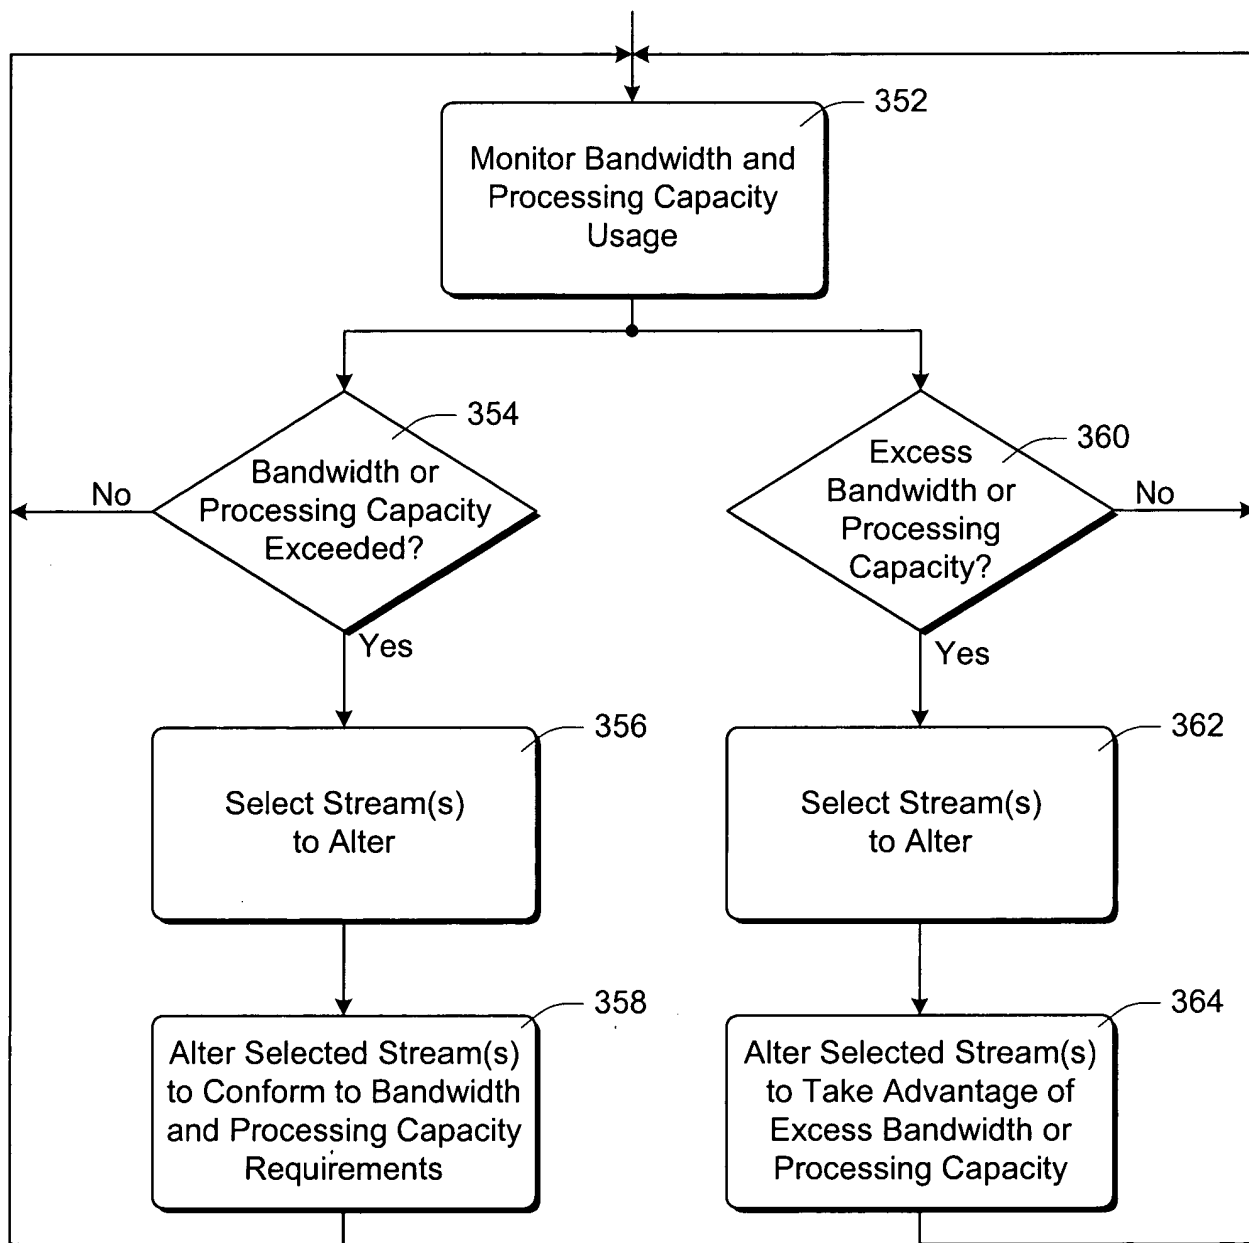 352
Monitor Bandwidth and
Processing Capacity
Usage
354
Bandwidth or
Processing Capacity
Exceeded?
No
Yes
360
Excess
Bandwidth or
Processing
Capacity?
No
Yes
356
Select Stream(s)
to Alter
362
Select Stream(s)
to Alter
358
Alter Selected Stream(s)
to Conform to Bandwidth
and Processing Capacity
Requirements
364
Alter Selected Stream(s)
to Take Advantage of
Excess Bandwidth or
Processing Capacity